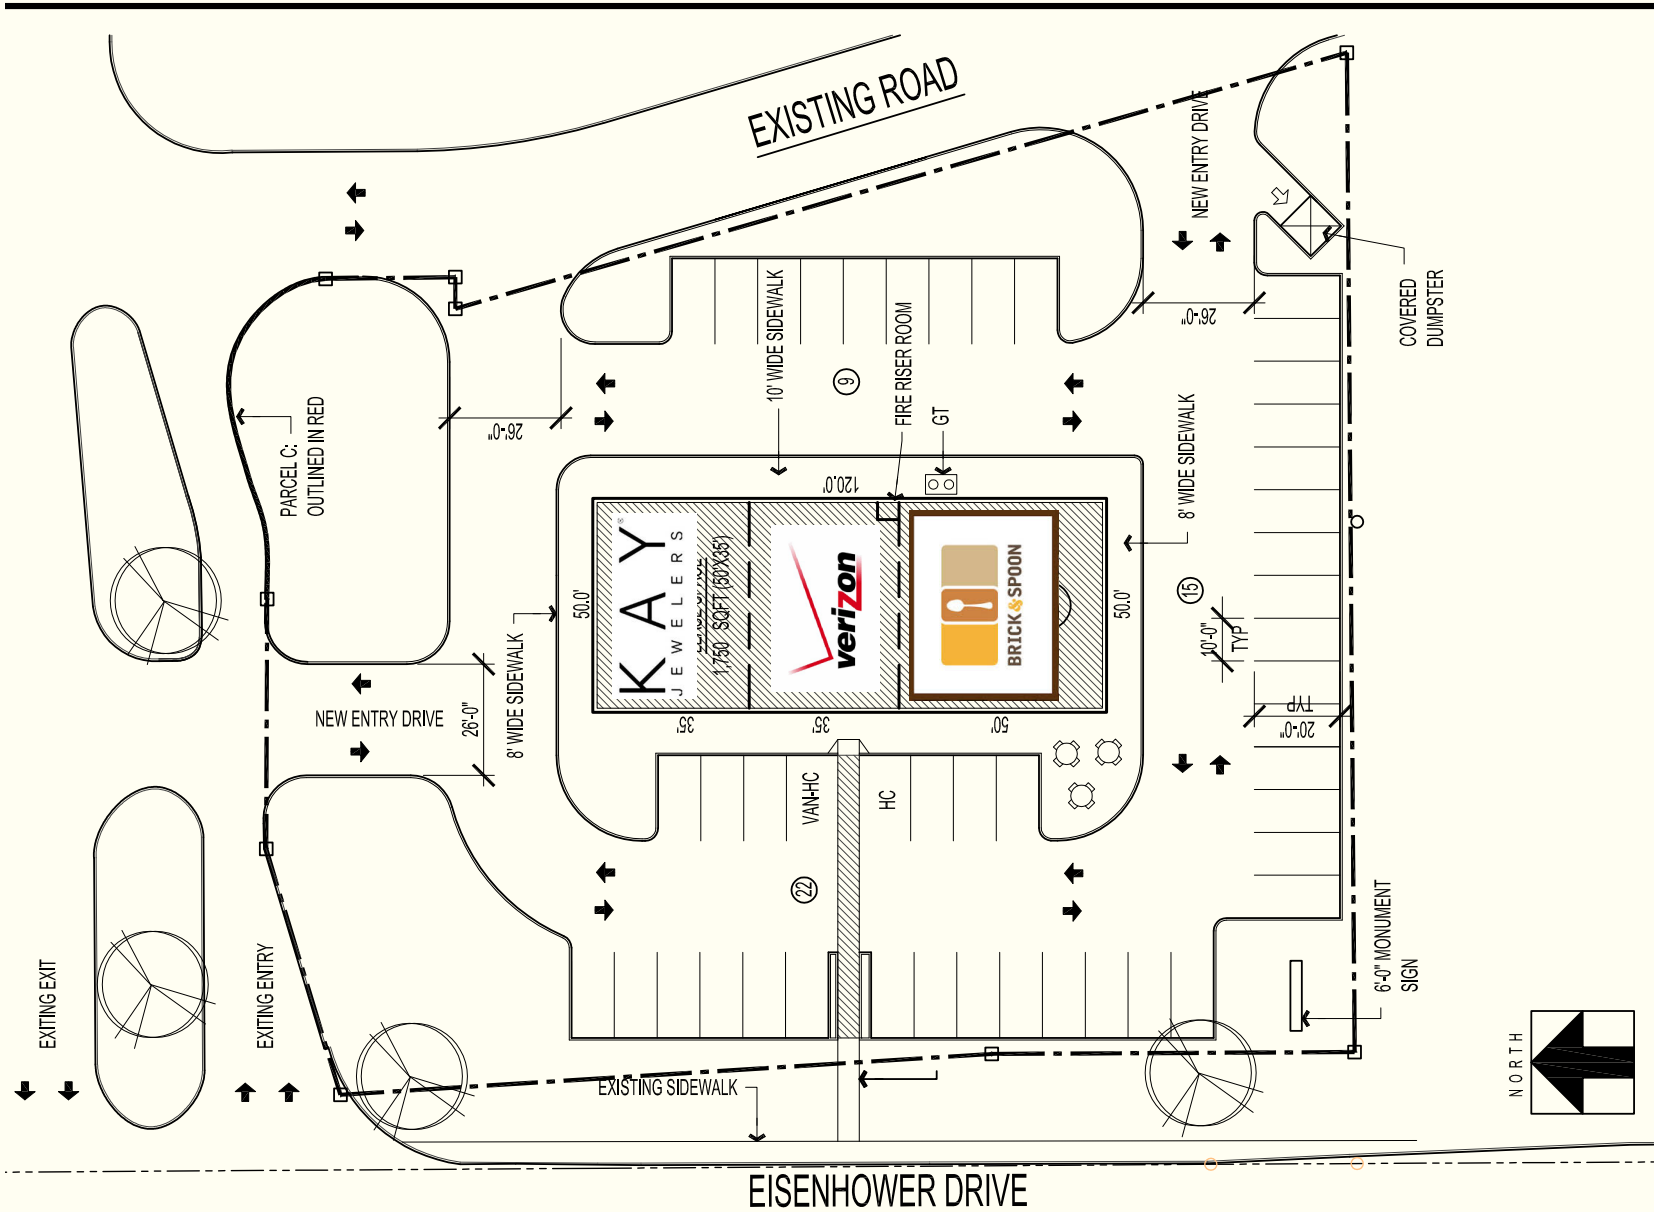 EXISTING ROAD
NEW ENTRY DRIVE
COVERED
DUMPSTER
26'-0"
10' WIDE SIDEWALK
9
FIRE RISER ROOM
GT
26'-0"
PARCEL C:
OUTLINED IN RED
8' WIDE SIDEWALK
15
10'-0"
TYP
20'-0"
TYP
120.0'
50.0'
50.0'
KAY
®
JEWELERS
1,750 SQFT (50'X35')
verizon
BRICK & SPOON
35'
35'
50'
NEW ENTRY DRIVE
26'-0"
8' WIDE SIDEWALK
VAN-HC
HC
22
EXITING EXIT
EXITING ENTRY
6'-0" MONUMENT
SIGN
EXISTING SIDEWALK
NORTH
EISENHOWER DRIVE